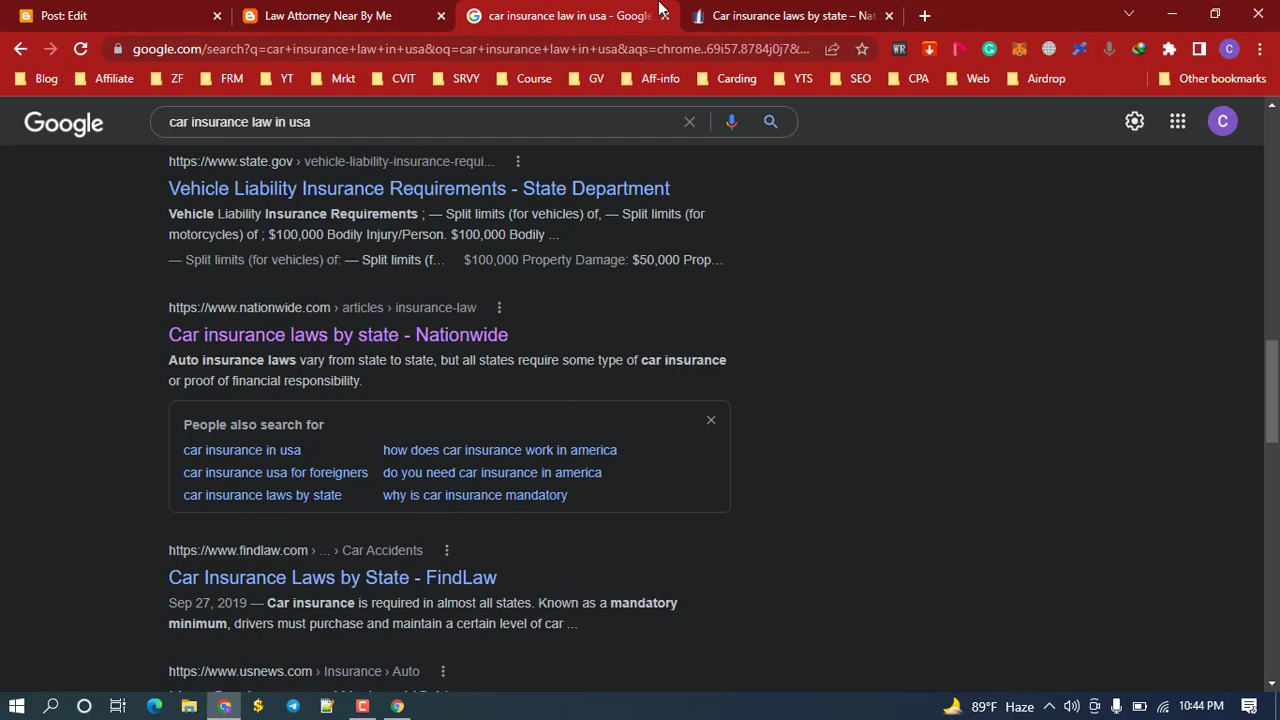 Post: Edit
Law Attorney Near By Me
car insurance law in usa - Google
Car insurance laws by state – Nat
google.com/search?q=car+insurance+law+in+usa&oq=car+insurance+law+in+usa&aqs=chrome..69i57.8784j0j7&...
Blog
Affiliate
ZF
FRM
YT
Mrkt
CVIT
SRVY
Course
GV
Aff-info
Carding
YTS
SEO
CPA
Web
Airdrop
Other bookmarks
Google
car insurance law in usa
C
https://www.state.gov › vehicle-liability-insurance-requi...
Vehicle Liability Insurance Requirements - State Department
Vehicle Liability Insurance Requirements ; — Split limits (for vehicles) of, — Split limits (for
motorcycles) of ; $100,000 Bodily Injury/Person. $100,000 Bodily ...
— Split limits (for vehicles) of: — Split limits (f... $100,000 Property Damage: $50,000 Prop...
https://www.nationwide.com › articles › insurance-law
Car insurance laws by state - Nationwide
Auto insurance laws vary from state to state, but all states require some type of car insurance
or proof of financial responsibility.
People also search for
car insurance in usa
how does car insurance work in america
car insurance usa for foreigners
do you need car insurance in america
car insurance laws by state
why is car insurance mandatory
https://www.findlaw.com › ... › Car Accidents
Car Insurance Laws by State - FindLaw
Sep 27, 2019 — Car insurance is required in almost all states. Known as a mandatory
minimum, drivers must purchase and maintain a certain level of car ...
https://www.usnews.com › Insurance › Auto
89°F Haze
10:44 PM